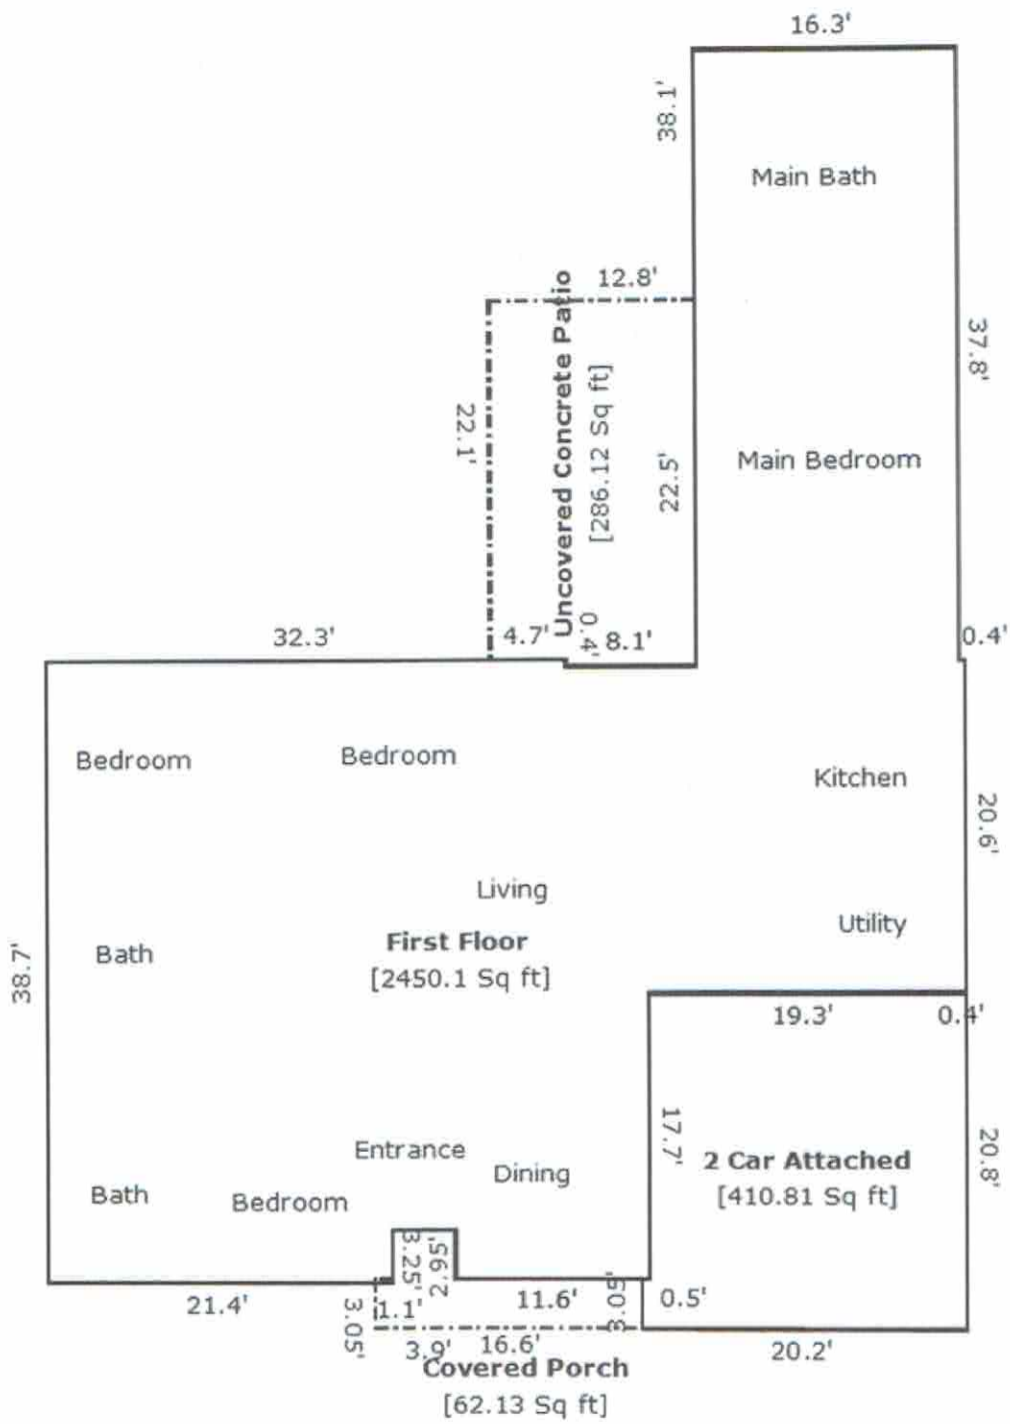 16.3'
38.1'
Main Bath
12.8'
37.8'
Uncovered Concrete Patio
[286.12 Sq ft]
22.1'
22.5'
Main Bedroom
32.3'
4.7'
0.4'
8.1'
0.4'
Bedroom
Bedroom
Kitchen
20.6'
Living
Utility
First Floor
[2450.1 Sq ft]
Bath
38.7'
19.3'
0.4'
17.7'
Entrance
Dining
2 Car Attached
[410.81 Sq ft]
20.8'
Bath
Bedroom
3.25'
2.95'
21.4'
3.05'
1.1'
11.6'
3.05'
0.5'
3.9'
16.6'
20.2'
Covered Porch
[62.13 Sq ft]